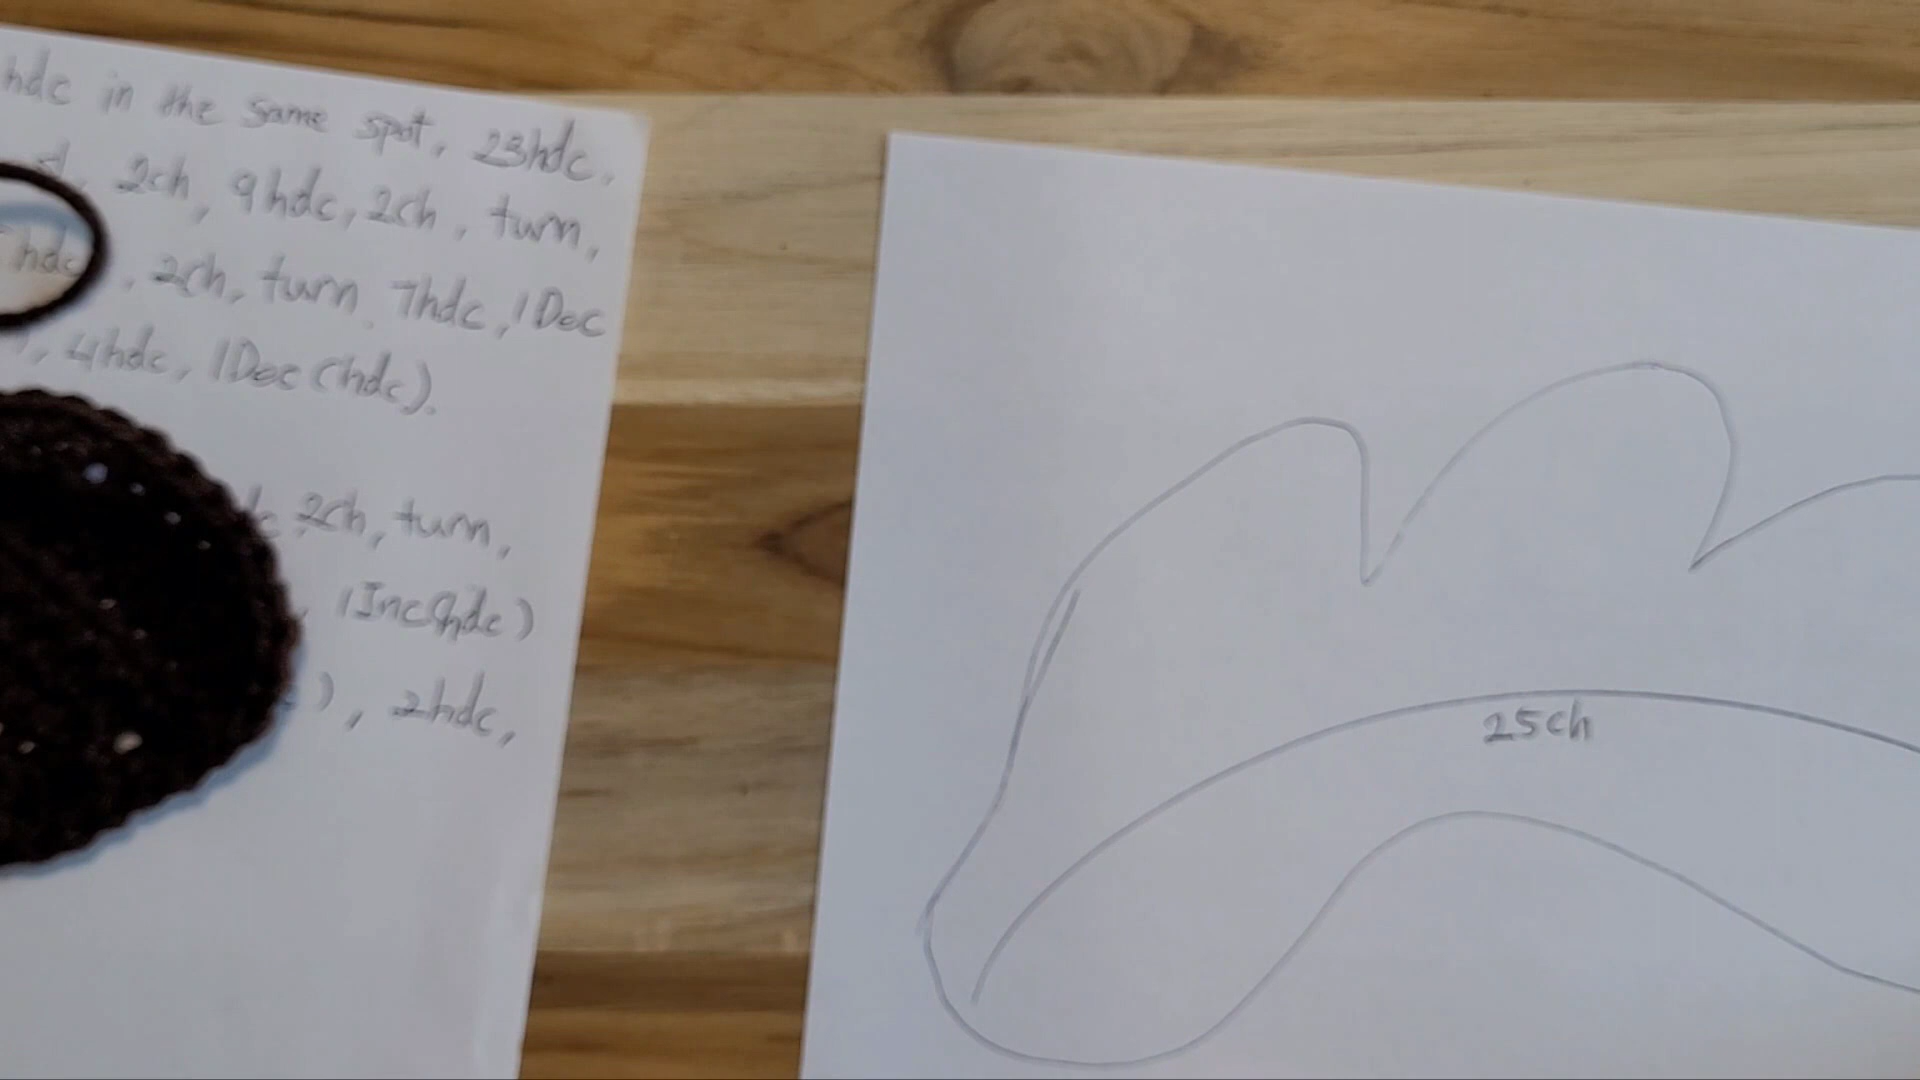 hdc in the same spot, 23hdc,
2ch, 9hdc, 2ch, turn,
hdc, 2ch, turn, 7hdc, 1Dec
, 4hdc, 1Dec (hdc).
2ch, turn,
, 1Inc(hdc)
), 2hdc,
25ch